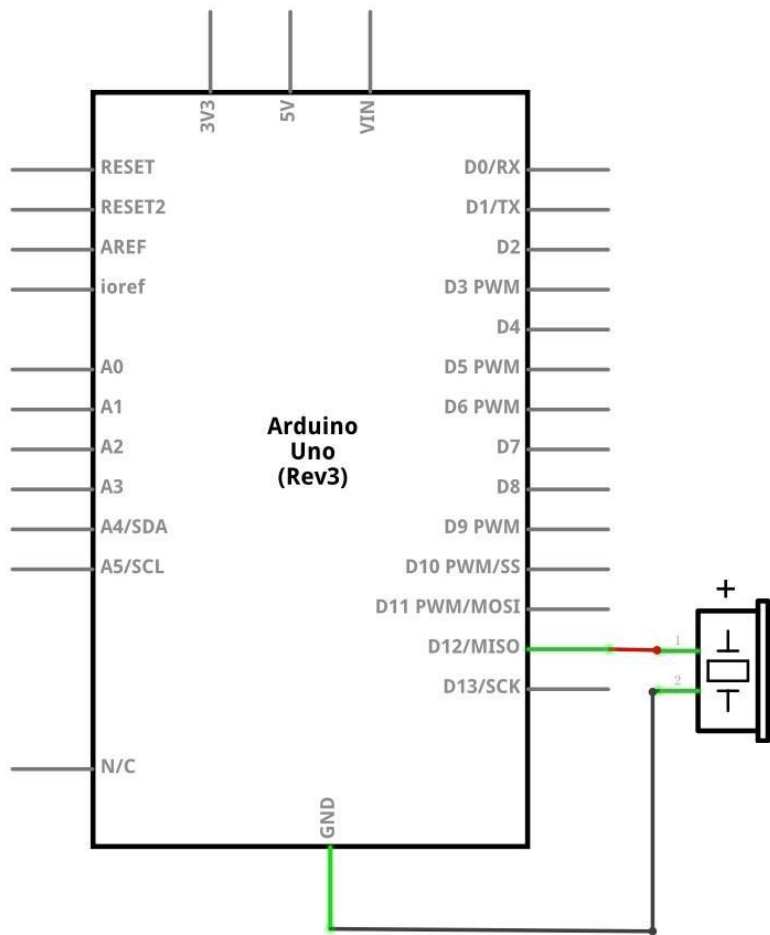 3V3
5V
VIN
RESET
RESET2
AREF
ioref
A0
A1
A2
A3
A4/SDA
A5/SCL
N/C
Arduino
Uno
(Rev3)
D0/RX
D1/TX
D2
D3 PWM
D4
D5 PWM
D6 PWM
D7
D8
D9 PWM
D10 PWM/SS
D11 PWM/MOSI
D12/MISO
D13/SCK
GND
+
1
2